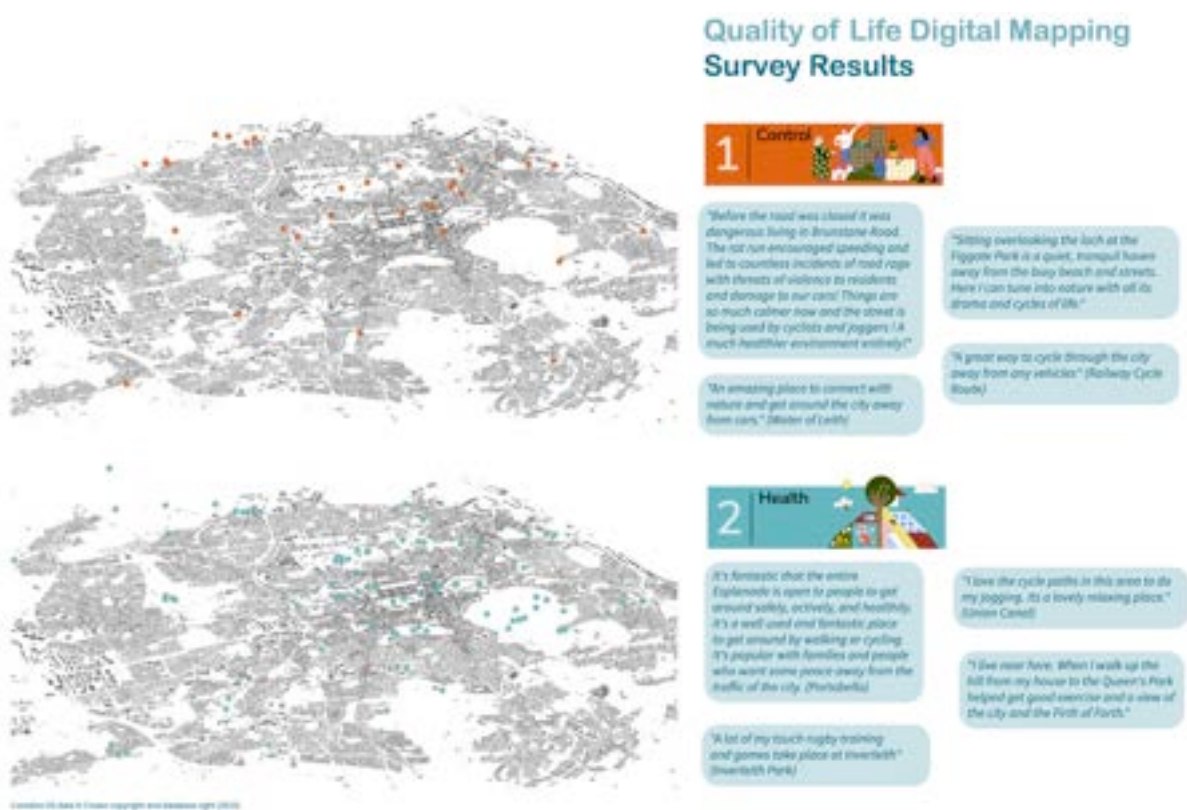 Quality of Life Digital Mapping
Survey Results
1
Control
"Before the road was closed it was
dangerous living in Brunstane Road.
The rat run encouraged speeding and
led to countless incidents of road rage
with threats of violence to residents
and damage to our cars! Things are
so much calmer now and the street is
being used by cyclists and joggers! A
much healthier environment entirely!"
"An amazing place to connect with
nature and get around the city away
from cars." (Water of Leith)
"Sitting overlooking the loch at the
Figgate Park is a quiet, tranquil haven
away from the busy beach and streets.
Here I can tune into nature with all its
drama and cycles of life."
"A great way to cycle through the city
away from any vehicles" (Railway Cycle
Route)
2
Health
It's fantastic that the entire
Esplanade is open to people to get
around safely, actively, and healthily.
It's a well used and fantastic place
to get around by walking or cycling.
It's popular with families and people
who want some peace away from the
traffic of the city. (Portobello)
"A lot of my touch rugby training
and games take place at Inverleith"
(Inverleith Park)
"I love the cycle paths in this area to do
my jogging. Its a lovely relaxing place."
(Union Canal)
"I live near here. When I walk up the
hill from my house to the Queen's Park
helped get good exercise and a view of
the city and the Firth of Forth."
Contains OS data © Crown copyright and database right